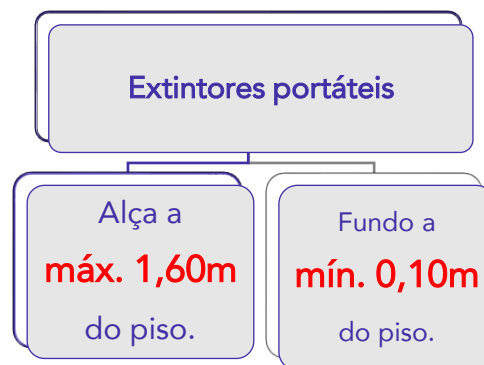 Extintores portáteis
Alça a
máx. 1,60m
do piso.
Fundo a
mín. 0,10m
do piso.